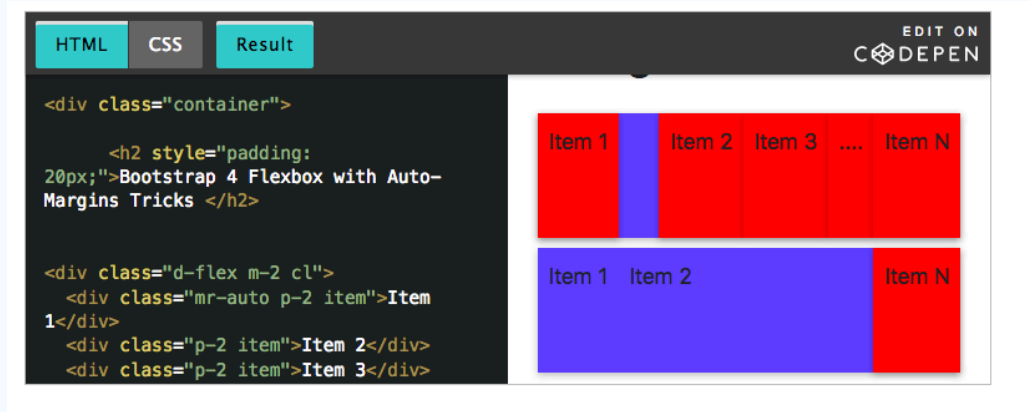 HTML CSS Result
EDIT ON
CODEPEN
<div class="container">
<h2 style="padding:
20px;">Bootstrap 4 Flexbox with Auto-
Margins Tricks </h2>
<div class="d-flex m-2 cl">
<div class="mr-auto p-2 item">Item
1</div>
<div class="p-2 item">Item 2</div>
<div class="p-2 item">Item 3</div>
Item 1 Item 2 Item 3 .... Item N
Item 1 Item 2 Item N